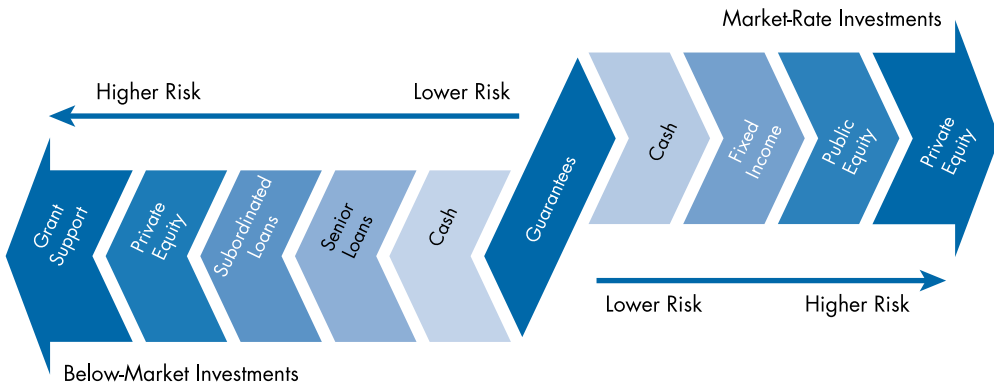 Market-Rate Investments
Higher Risk
Lower Risk
Grant
Support
Private
Equity
Subordinated
Loans
Senior
Loans
Cash
Guarantees
Cash
Fixed
Income
Public
Equity
Private
Equity
Lower Risk
Higher Risk
Below-Market Investments